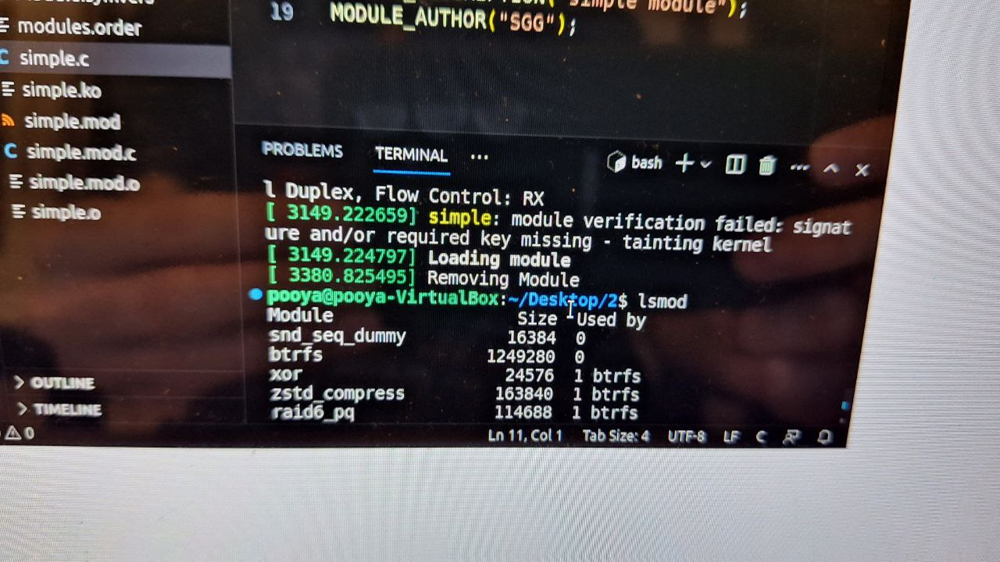 modules.order
simple.c
simple.ko
simple.mod
simple.mod.c
simple.mod.o
simple.o
OUTLINE
TIMELINE
0
"simple module");
19 MODULE_AUTHOR("SGG");
PROBLEMS TERMINAL ... bash
l Duplex, Flow Control: RX
[ 3149.222659] simple: module verification failed: signat
ure and/or required key missing - tainting kernel
[ 3149.224797] Loading module
[ 3380.825495] Removing Module
pooya@pooya-VirtualBox:~/Desktop/2$ lsmod
Module Size Used by
snd_seq_dummy 16384 0
btrfs 1249280 0
xor 24576 1 btrfs
zstd_compress 163840 1 btrfs
raid6_pq 114688 1 btrfs
Ln 11, Col 1 Tab Size: 4 UTF-8 LF C